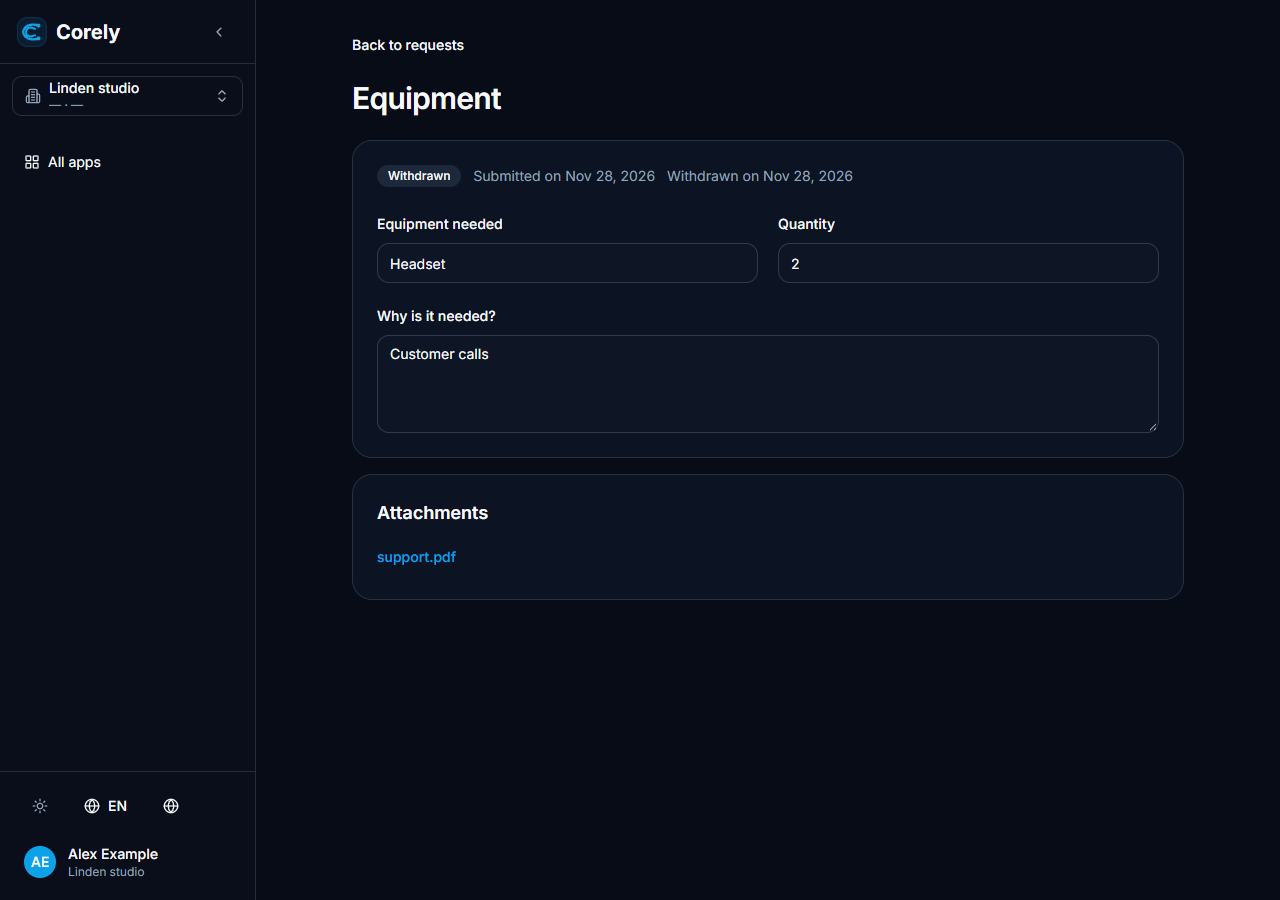 Corely
Linden studio
— · —
All apps
EN
AE
Alex Example
Linden studio
Back to requests
Equipment
Withdrawn Submitted on Nov 28, 2026 Withdrawn on Nov 28, 2026
Equipment needed Quantity
Headset 2
Why is it needed?
Customer calls
Attachments
support.pdf